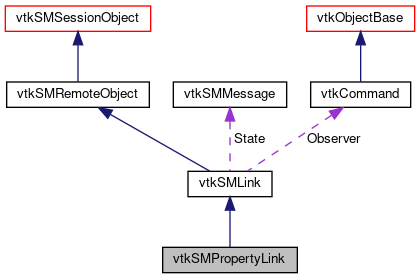 vtkSMSessionObject
vtkObjectBase
vtkSMRemoteObject
vtkSMMessage
vtkCommand
State
Observer
vtkSMLink
vtkSMPropertyLink